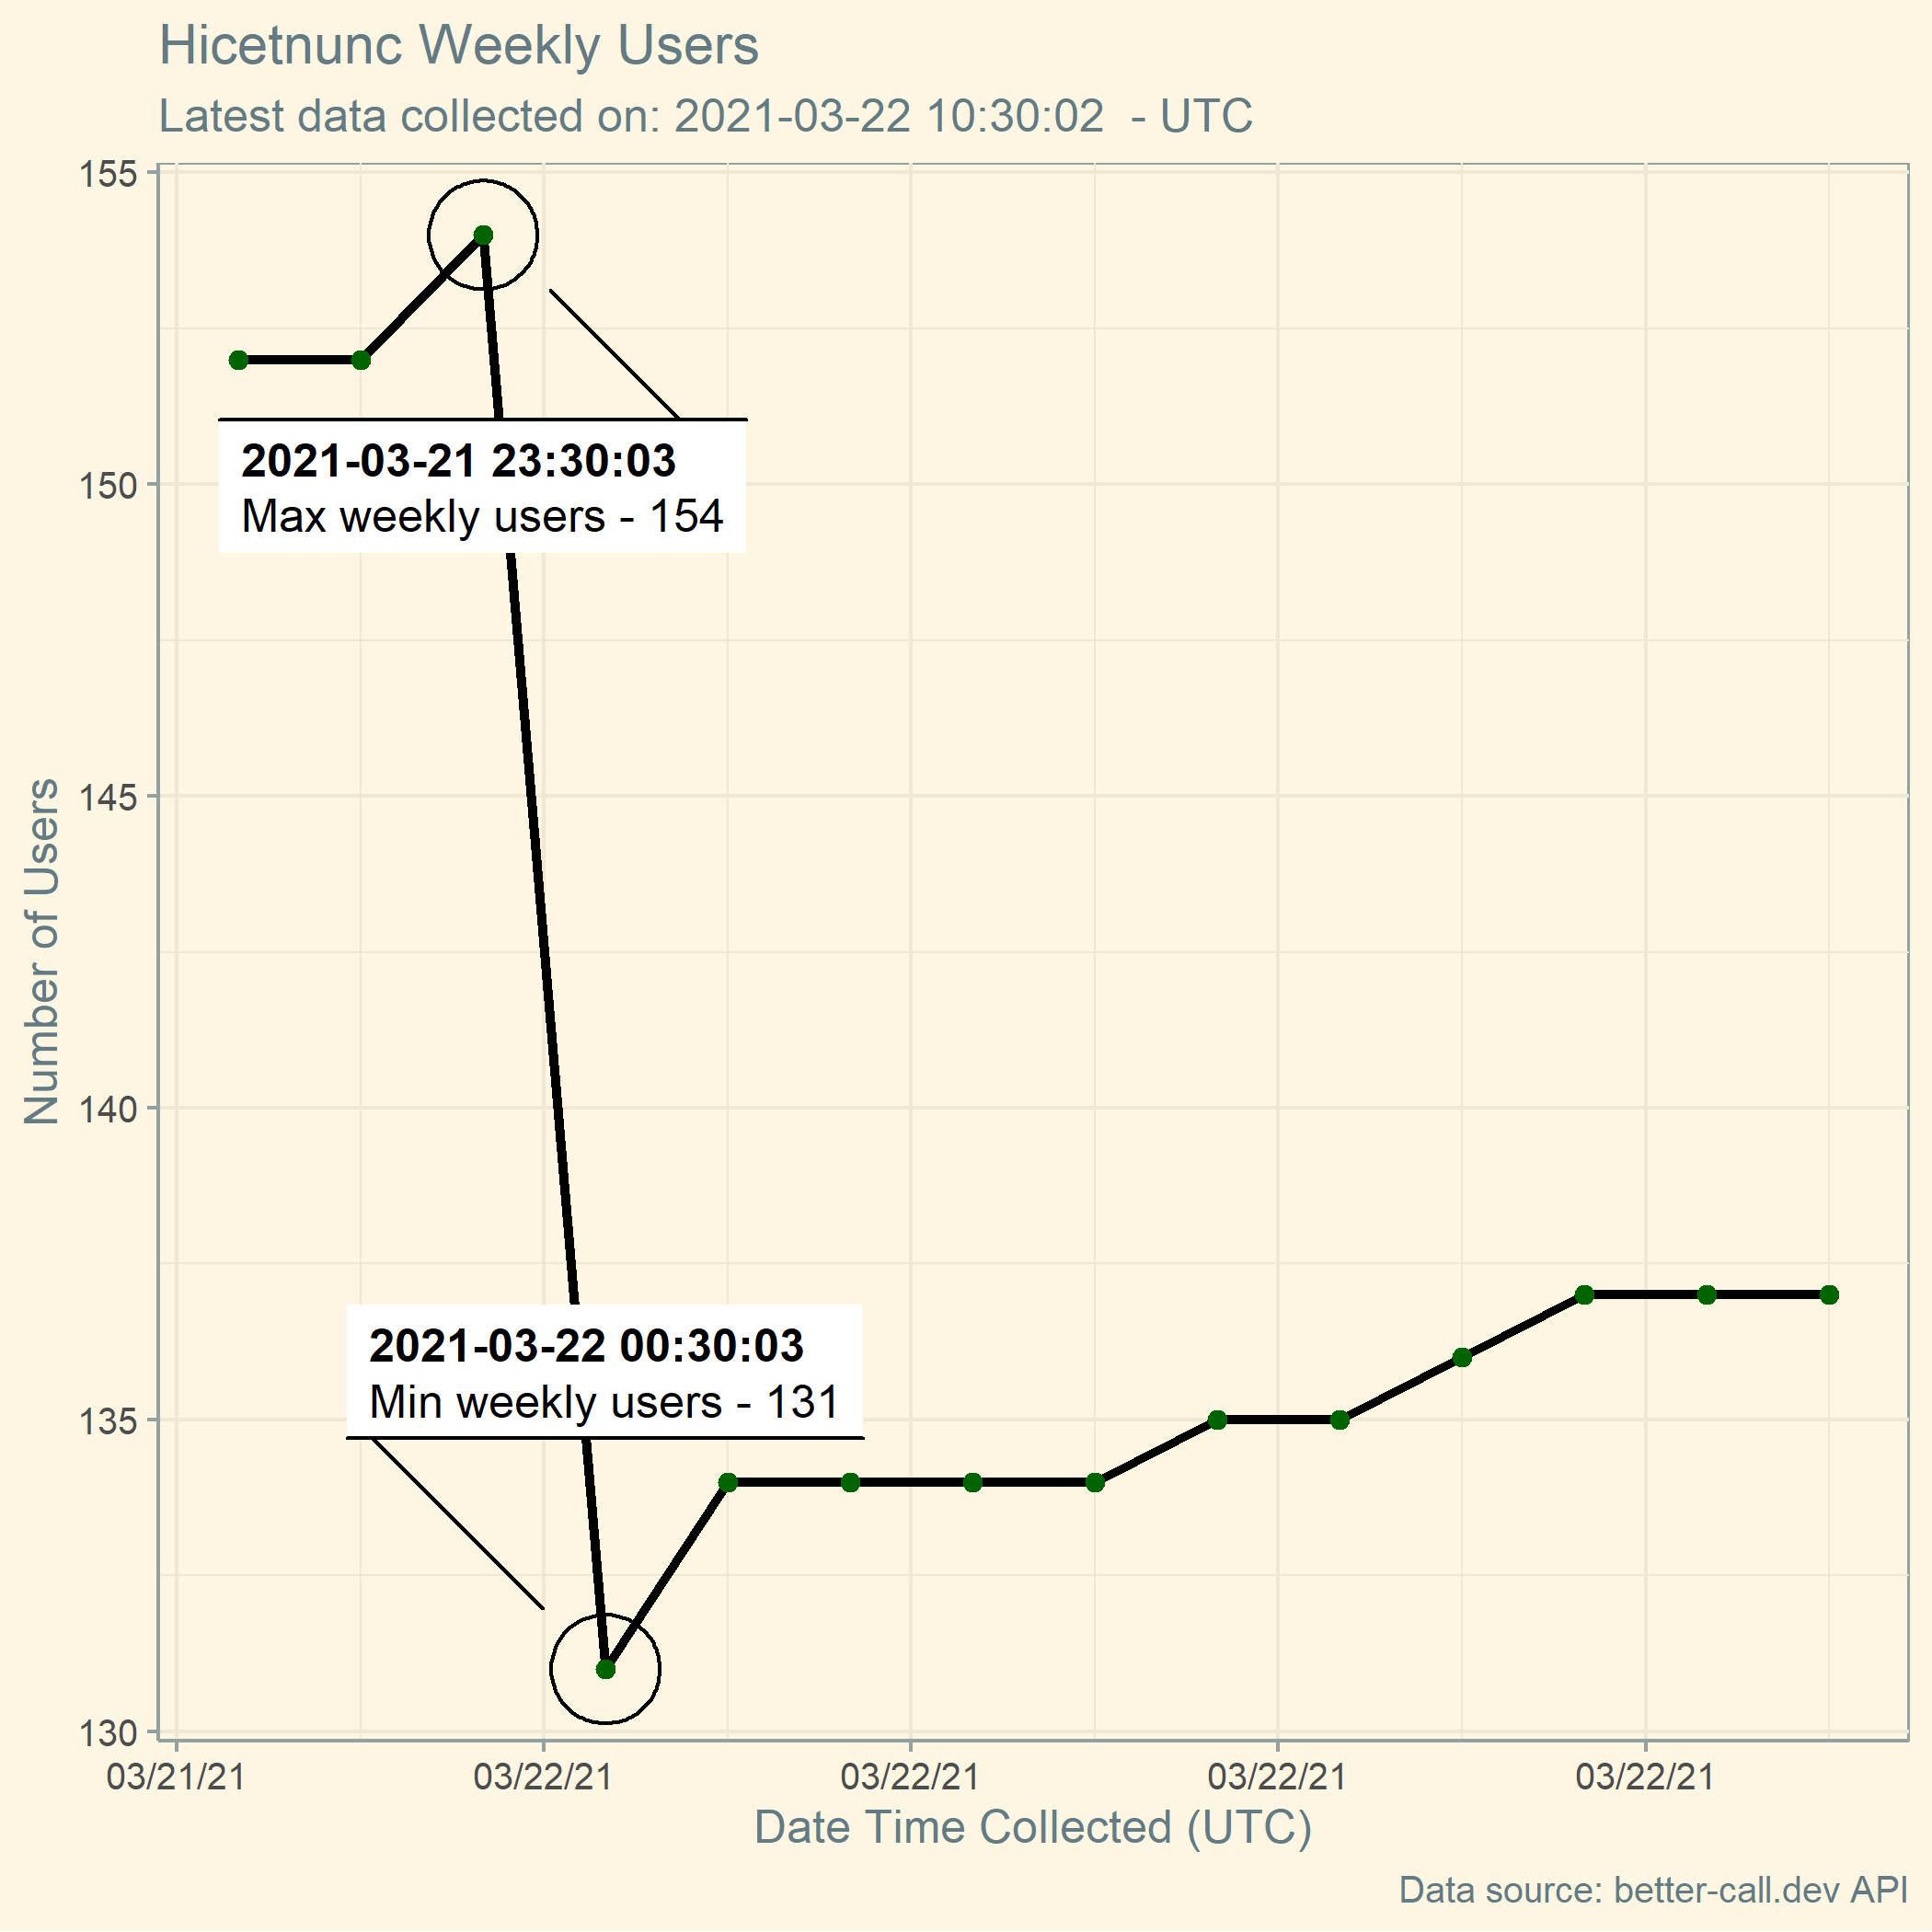 Hicetnunc Weekly Users
Latest data collected on: 2021-03-22 10:30:02  - UTC
155
150
145
140
135
130
Number of Users
2021-03-21 23:30:03
Max weekly users - 154
2021-03-22 00:30:03
Min weekly users - 131
03/21/21
03/22/21
03/22/21
03/22/21
03/22/21
Date Time Collected (UTC)
Data source: better-call.dev API